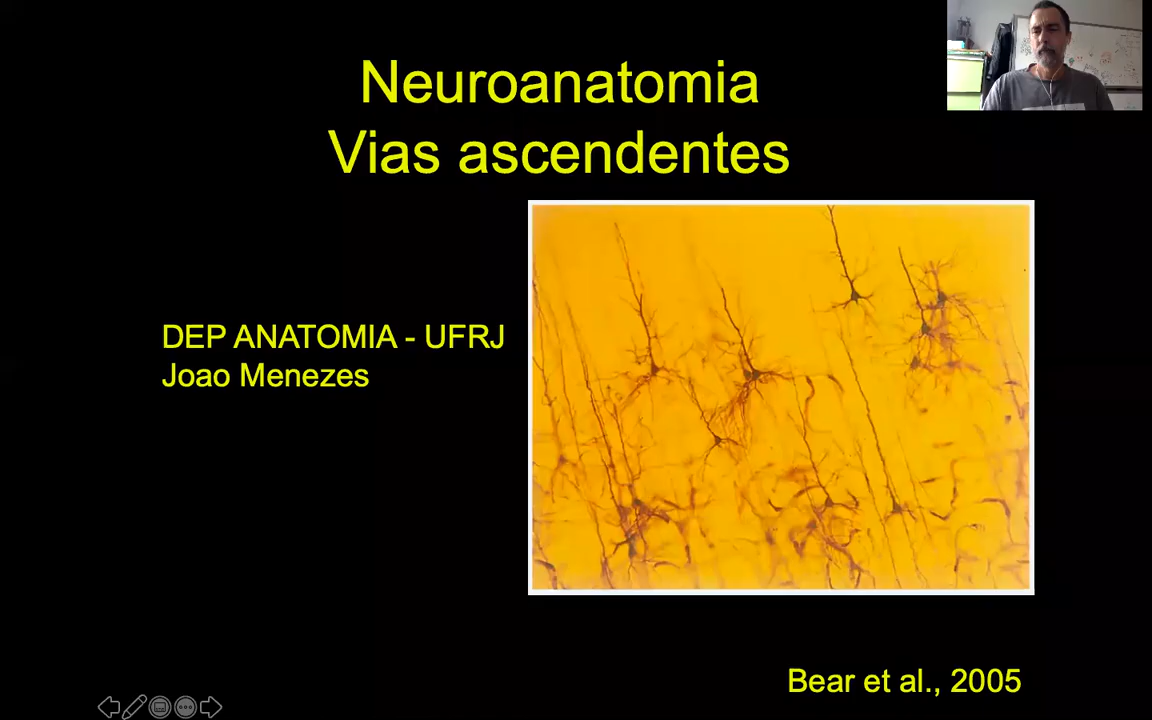 Neuroanatomia
Vias ascendentes
DEP ANATOMIA - UFRJ
Joao Menezes
Bear et al., 2005